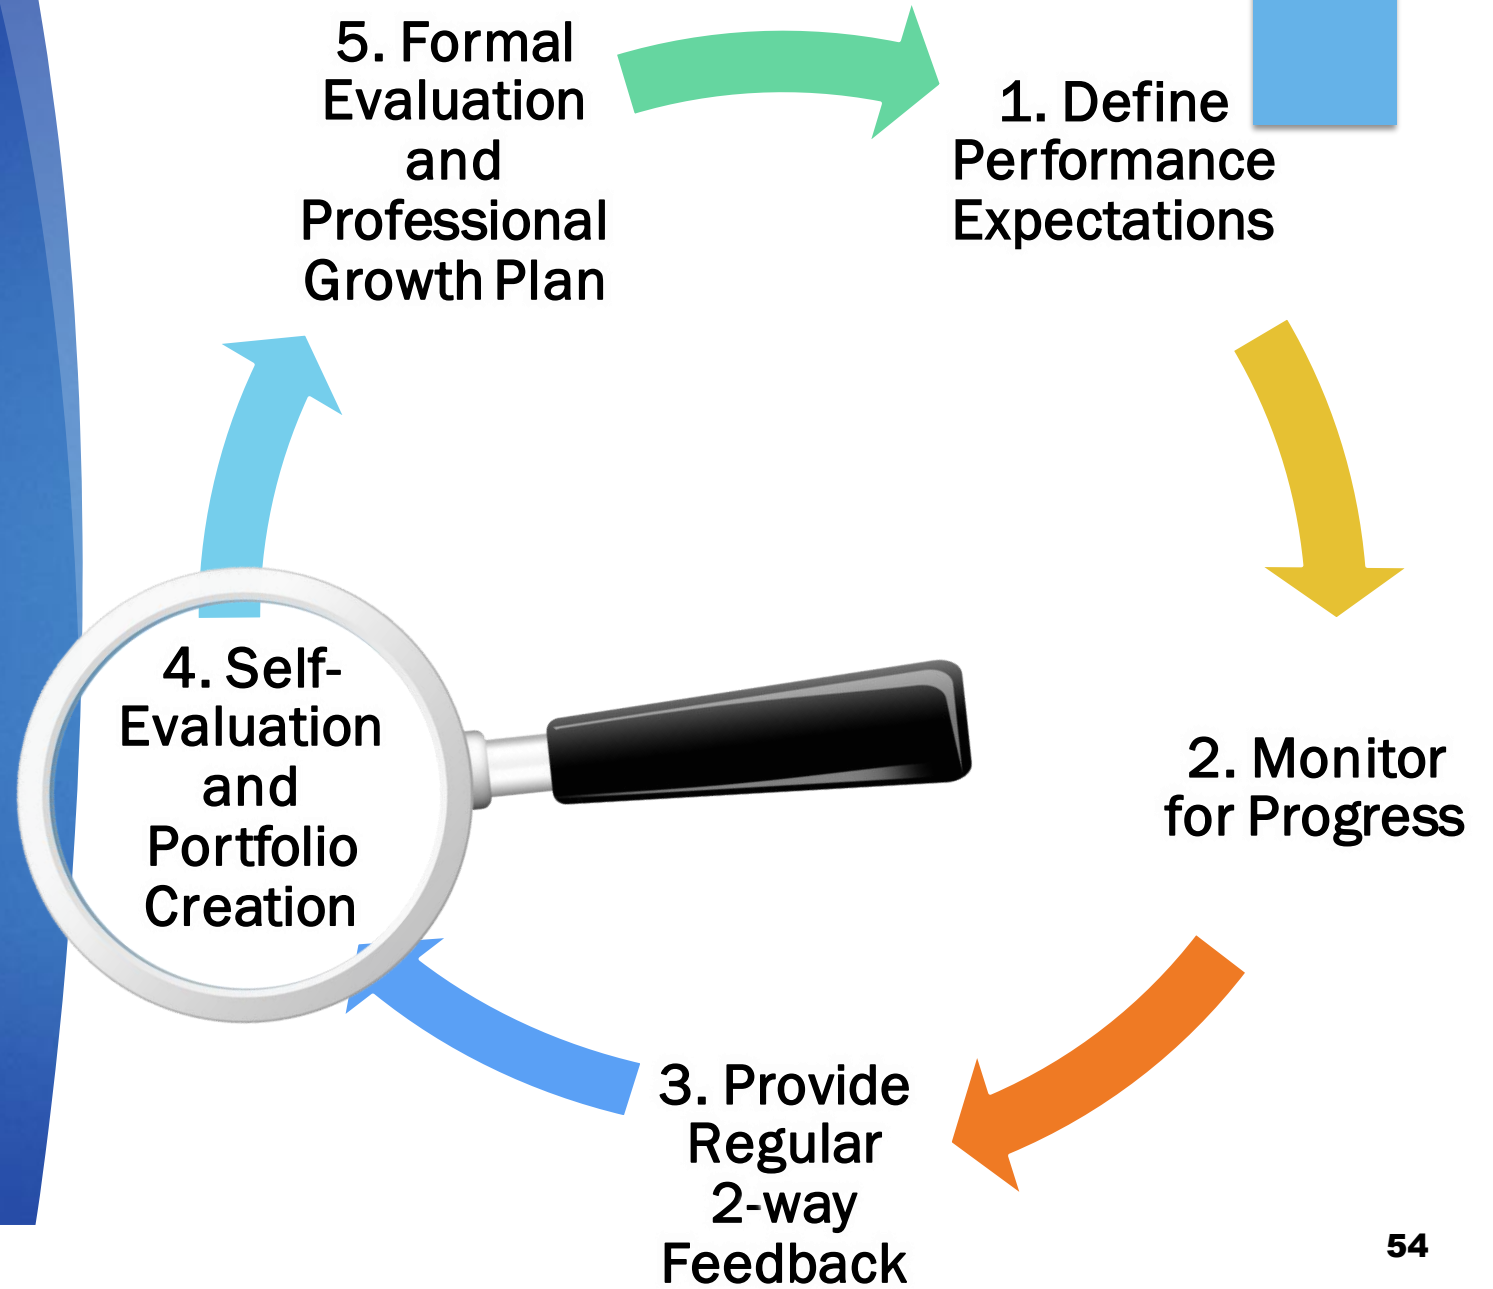 5. Formal
Evaluation
and
Professional
Growth Plan
1. Define
Performance
Expectations
2. Monitor
for Progress
3. Provide
Regular
2-way
Feedback
4. Self-
Evaluation
and
Portfolio
Creation
54